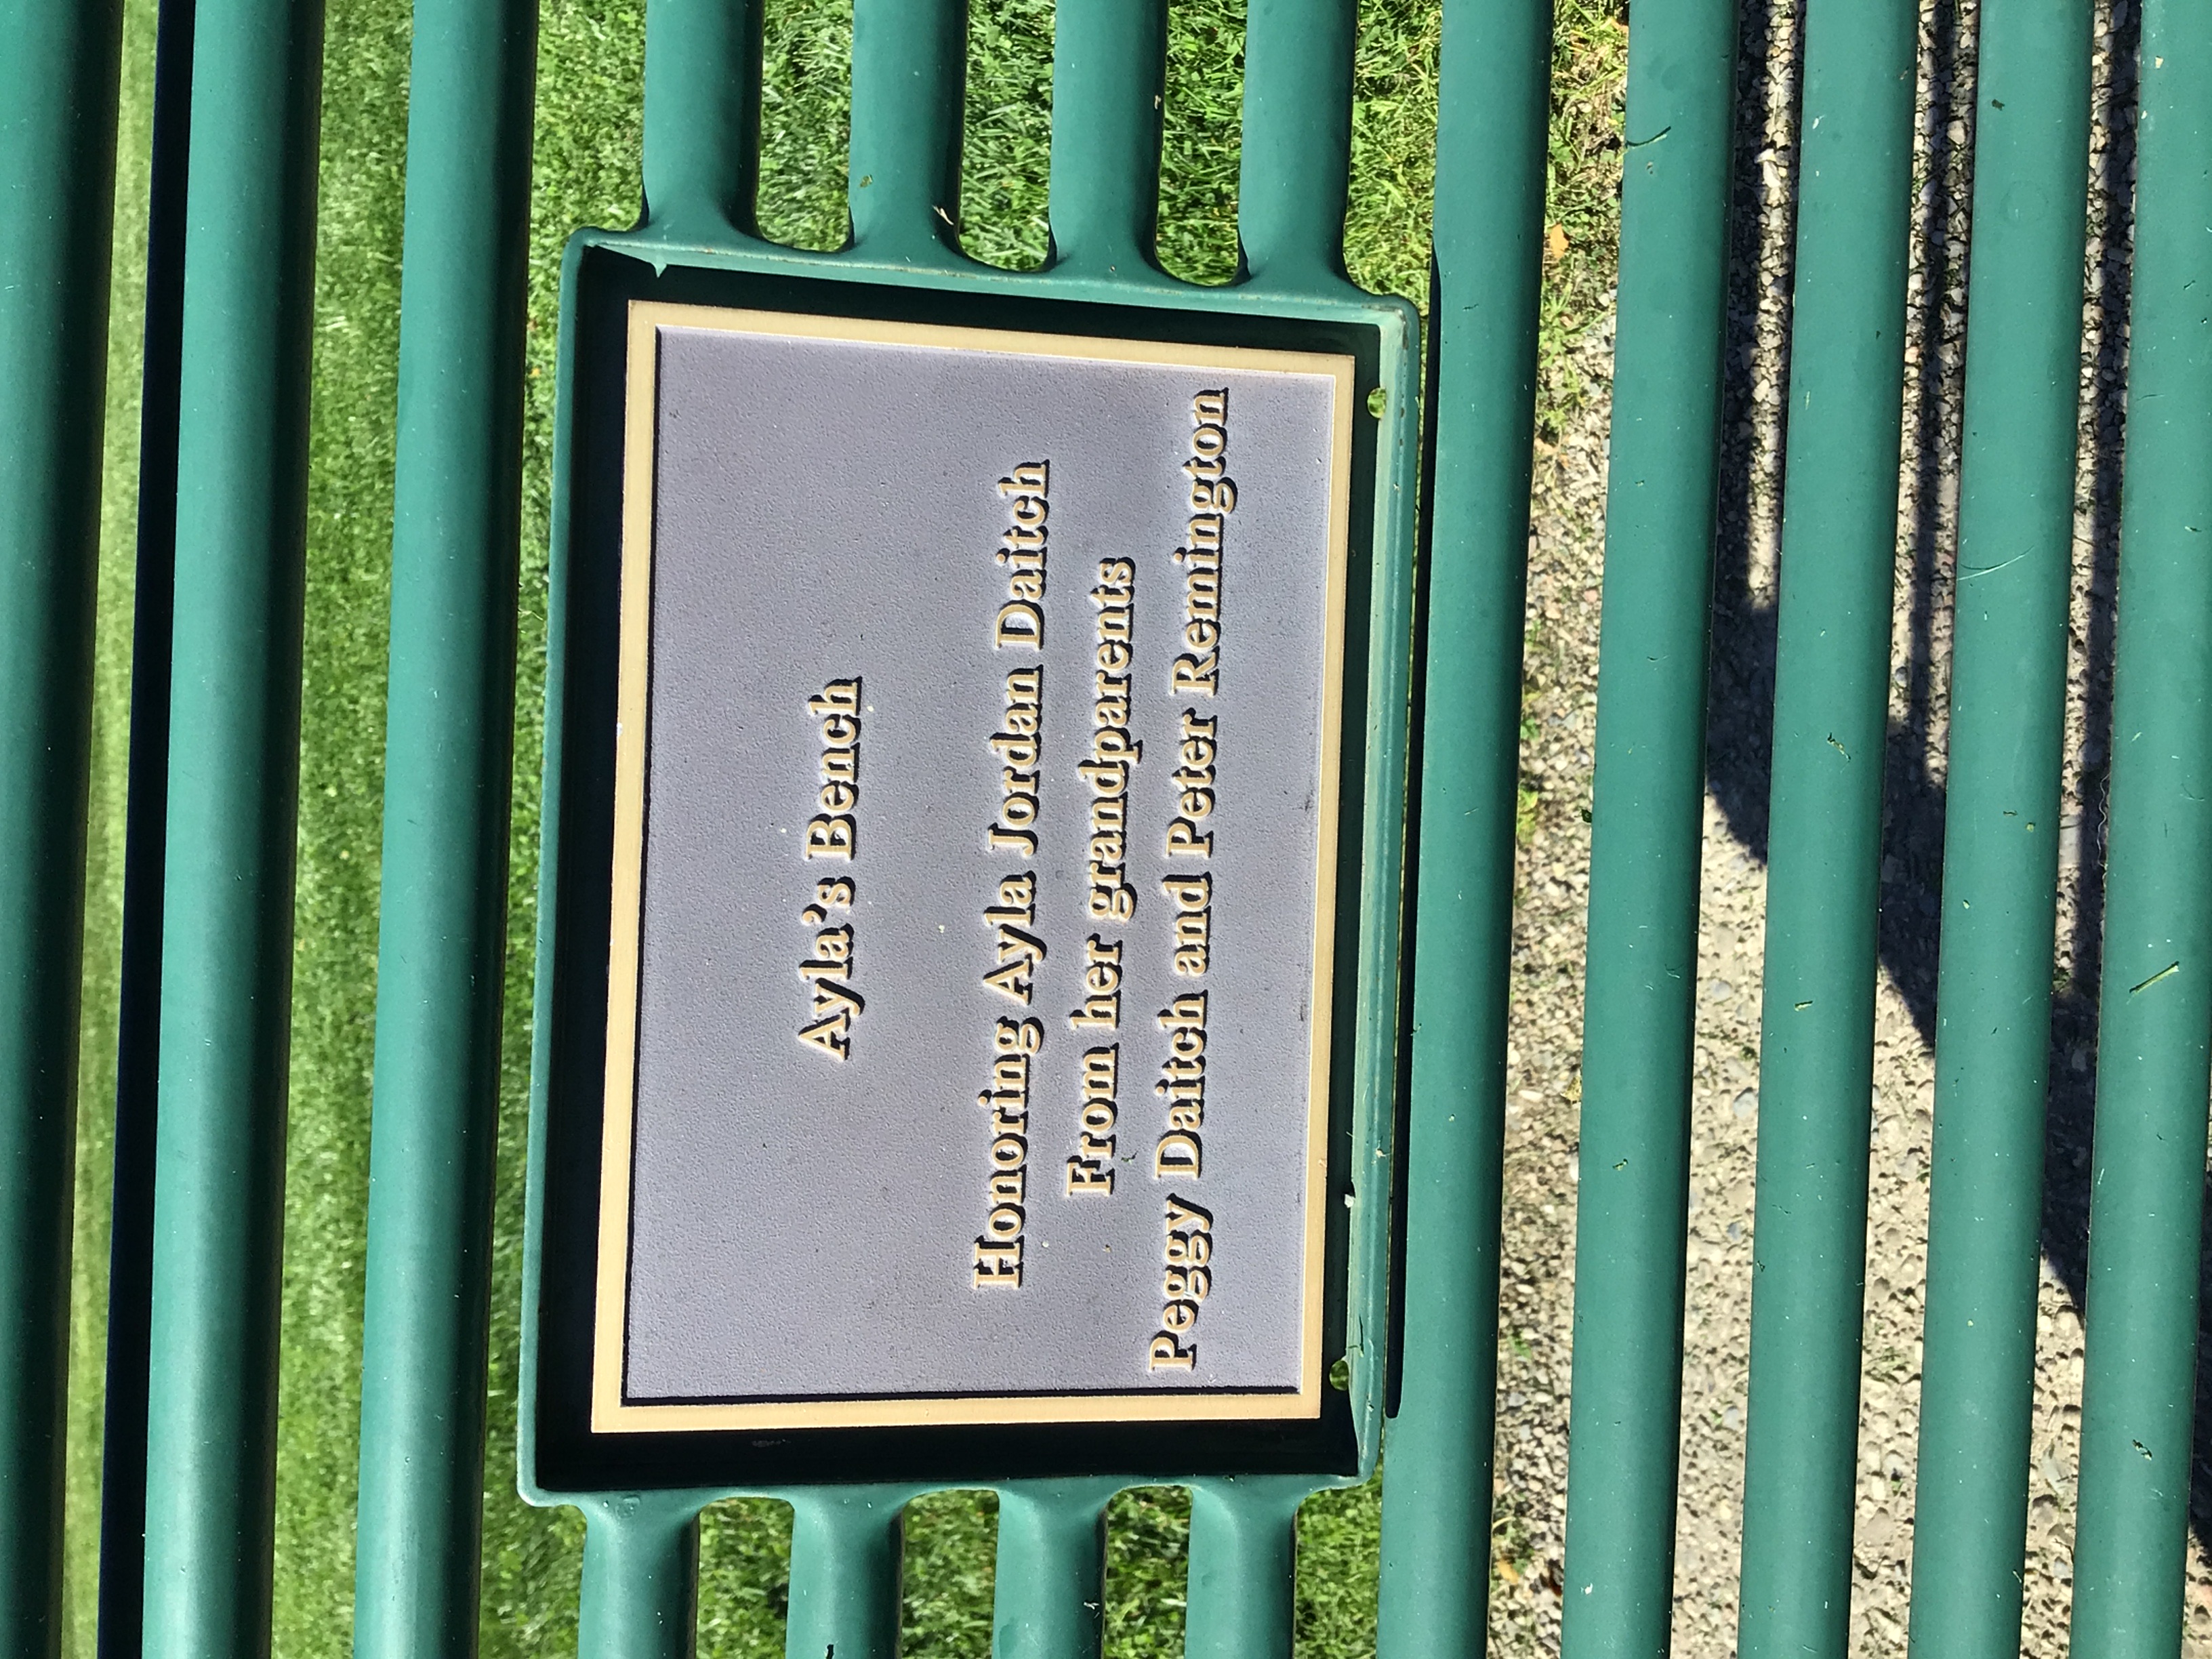 Ayla's Bench
Honoring Ayla Jordan Daitch
From her grandparents
Peggy Daitch and Peter Remington